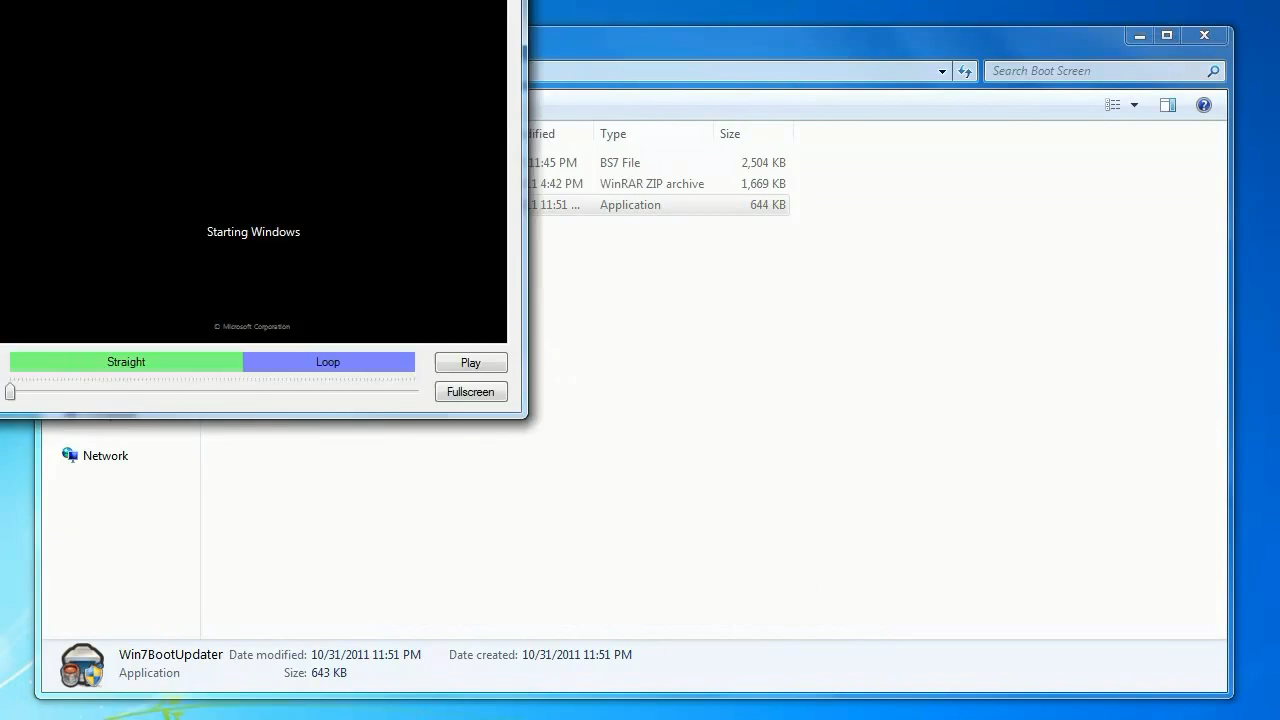 Search Boot Screen
Type
Size
11:45 PM
BS7 File
2,504 KB
4:42 PM
WinRAR ZIP archive
1,669 KB
11:51 ...
Application
644 KB
Starting Windows
© Microsoft Corporation
Straight
Loop
Play
Fullscreen
Network
Win7BootUpdater
Date modified: 10/31/2011 11:51 PM
Date created: 10/31/2011 11:51 PM
Application
Size: 643 KB